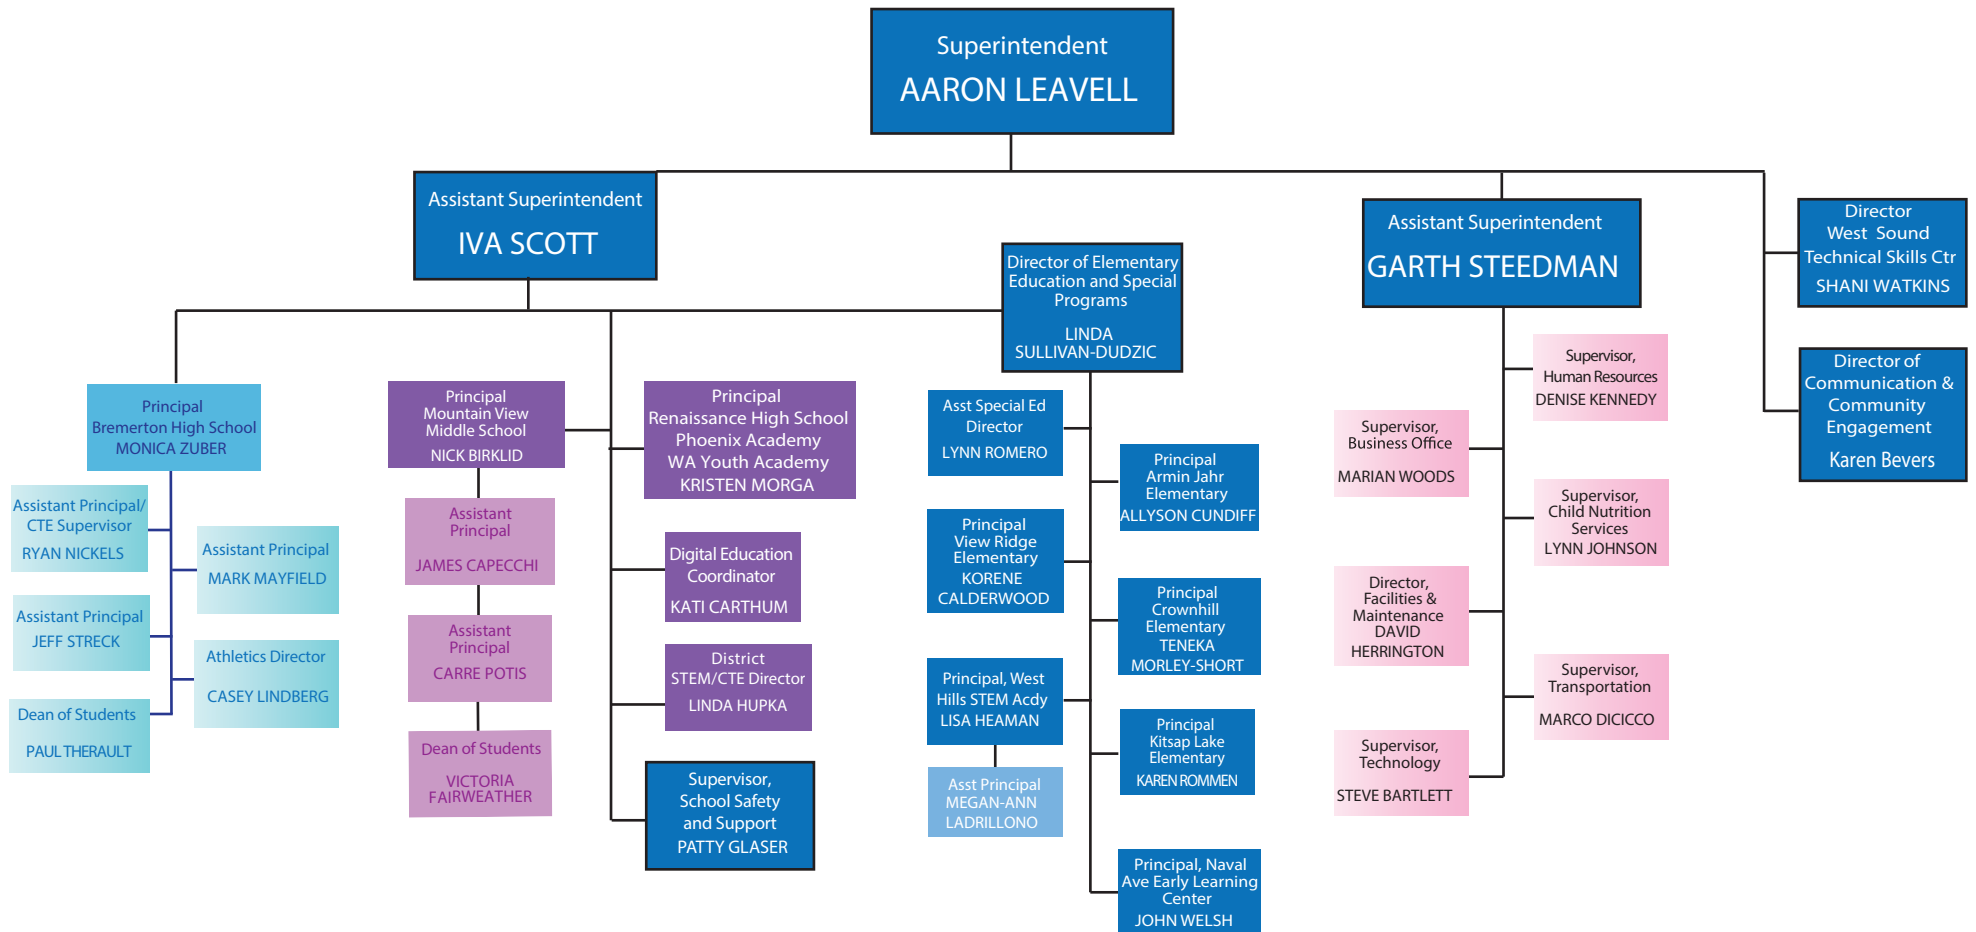 Superintendent
AARON LEAVELL
Assistant Superintendent
IVA SCOTT
Director of Elementary
Education and Special
Programs
LINDA
SULLIVAN-DUDZIC
Assistant Superintendent
GARTH STEEDMAN
Director
West Sound
Technical Skills Ctr
SHANI WATKINS
Director of
Communication &
Community
Engagement
Karen Bevers
Principal
Bremerton High School
MONICA ZUBER
Assistant Principal/
CTE Supervisor
RYAN NICKELS
Assistant Principal
MARK MAYFIELD
Assistant Principal
JEFF STRECK
Athletics Director
CASEY LINDBERG
Dean of Students
PAUL THERAULT
Principal
Mountain View
Middle School
NICK BIRKLID
Assistant
Principal
JAMES CAPECCHI
Assistant
Principal
CARRE POTIS
Dean of Students
VICTORIA
FAIRWEATHER
Principal
Renaissance High School
Phoenix Academy
WA Youth Academy
KRISTEN MORGA
Digital Education
Coordinator
KATI CARTHUM
District
STEM/CTE Director
LINDA HUPKA
Supervisor,
School Safety
and Support
PATTY GLASER
Asst Special Ed
Director
LYNN ROMERO
Principal
Armin Jahr
Elementary
ALLYSON CUNDIFF
Principal
View Ridge
Elementary
KORENE
CALDERWOOD
Principal
Crownhill
Elementary
TENEKA
MORLEY-SHORT
Principal, West
Hills STEM Acdy
LISA HEAMAN
Asst Principal
MEGAN-ANN
LADRILLONO
Principal
Kitsap Lake
Elementary
KAREN ROMMEN
Principal, Naval
Ave Early Learning
Center
JOHN WELSH
Supervisor,
Human Resources
DENISE KENNEDY
Supervisor,
Business Office
MARIAN WOODS
Supervisor,
Child Nutrition
Services
LYNN JOHNSON
Director,
Facilities &
Maintenance
DAVID
HERRINGTON
Supervisor,
Transportation
MARCO DICICCO
Supervisor,
Technology
STEVE BARTLETT